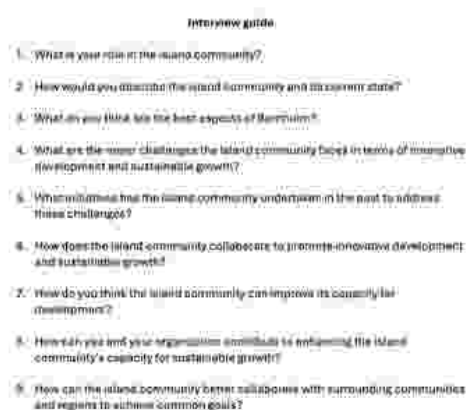 Interview guide
1. What is your role in the island community?
2. How would you describe the island community and its current state?
3. What do you think are the best aspects of
4. What are the major challenges the island community faces in terms of innovative
development and sustainable growth?
5. What initiatives has the island community undertaken in the past to address
these challenges?
6. How does the island community collaborate to promote innovative development
and sustainable growth?
7. How do you think the island community can improve its capacity for
development?
8. How can you and your organization contribute to enhancing the island
community's capacity for sustainable growth?
9. How can the island community better collaborate with surrounding communities
and regions to achieve common goals?